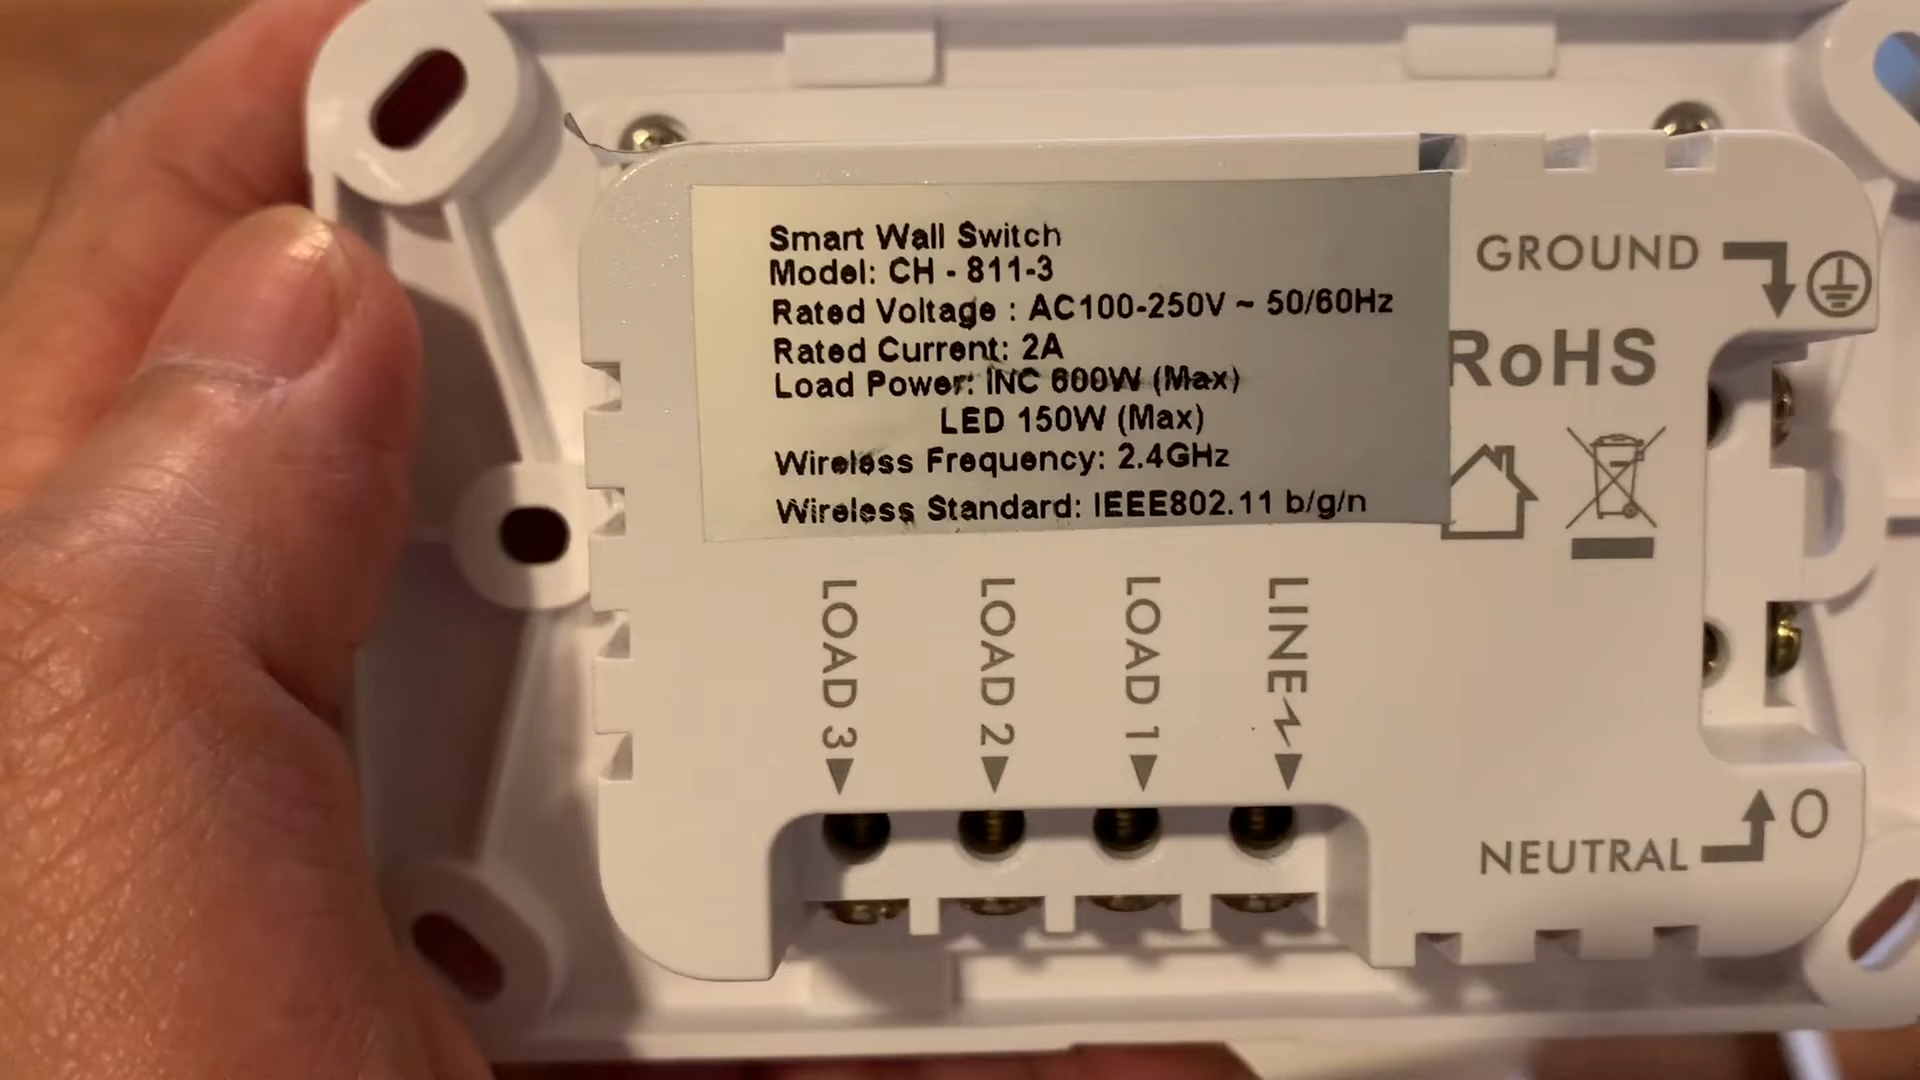 Smart Wall Switch
Model: CH - 811-3
Rated Voltage : AC100-250V ~ 50/60Hz
Rated Current: 2A
Load Power: INC 600W (Max)
LED 150W (Max)
Wireless Frequency: 2.4GHz
Wireless Standard: IEEE802.11 b/g/n
GROUND
RoHS
LOAD 3
LOAD 2
LOAD 1
LINE
NEUTRAL O